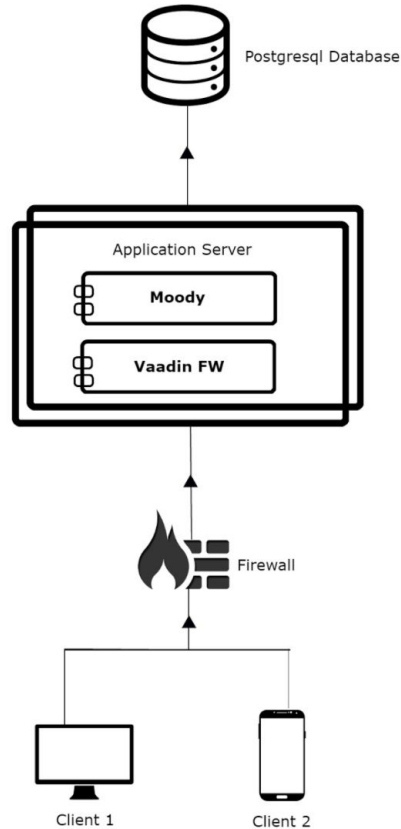 Postgresql Database
Application Server
Moody
Vaadin FW
Firewall
Client 1
Client 2